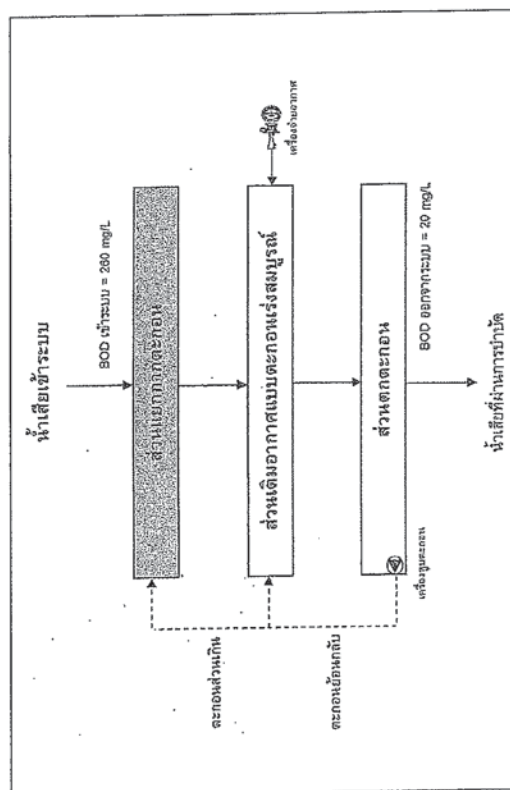 น้ำเสียเข้าระบบ
BOD เข้าระบบ = 260 mg/L
ส่วนแยกกากตะกอน
ส่วนเติมอากาศแบบตะกอนเร่งสมบูรณ์
เครื่องจ่ายอากาศ
ส่วนตกตะกอน
เครื่องสูบตะกอน
ตะกอนส่วนเกิน
ตะกอนย้อนกลับ
BOD ออกจากระบบ = 20 mg/L
น้ำเสียที่ผ่านการบำบัด